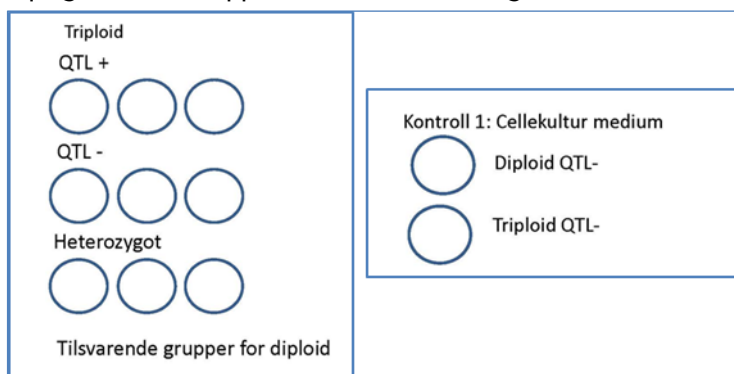 Triploid
QTL +
QTL -
Heterozygot
Tilsvarende grupper for diploid
Kontroll 1: Cellekultur medium
Diploid QTL-
Triploid QTL-